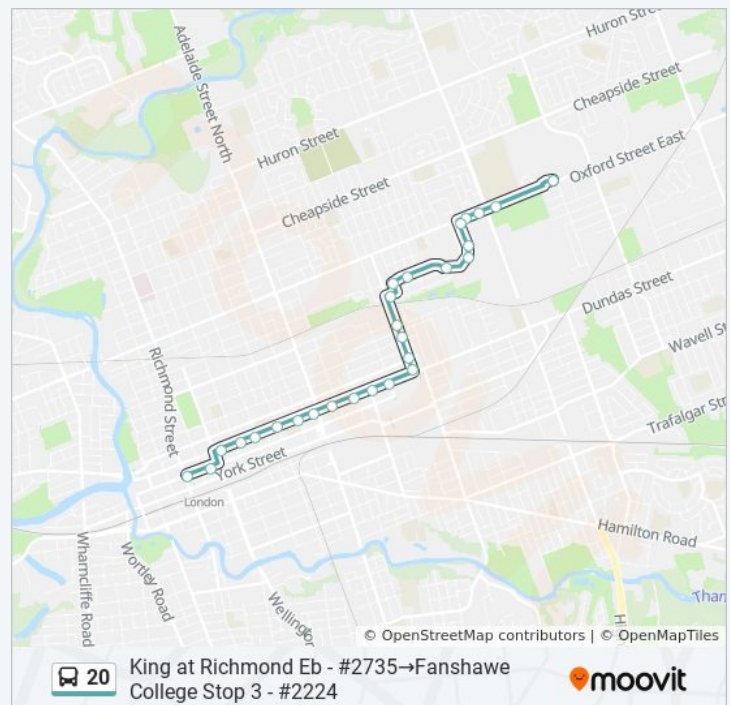 Huron Stre
Adelaide Street North
Cheapside Street
Huron Street
Oxford Street East
Cheapside Street
Dundas Street
Wavell St
Richmond Street
Trafalgar Str
York Street
London
Hamilton Road
Wharncliffe Road
Wortley Road
Wellington
Than
H
© OpenStreetMap contributors | © OpenMapTiles
20
King at Richmond Eb - #2735→Fanshawe
College Stop 3 - #2224
moovit